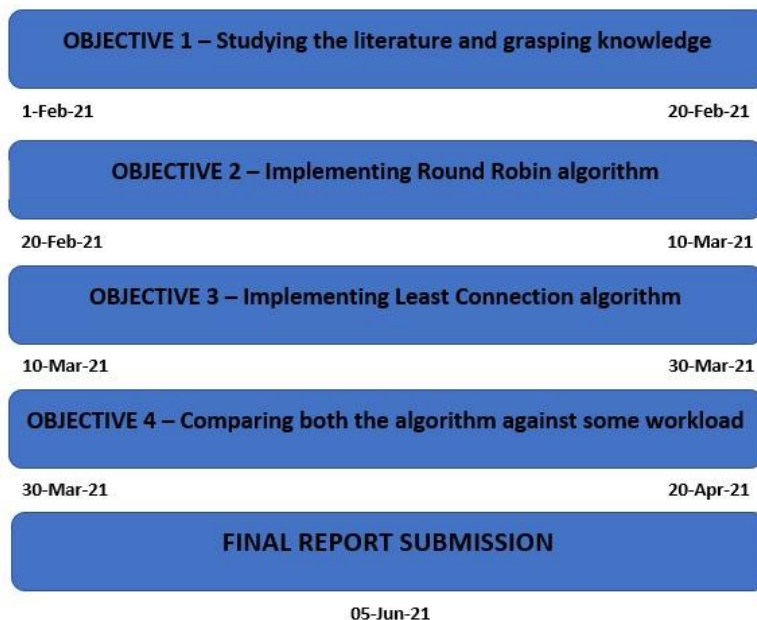 OBJECTIVE 1 – Studying the literature and grasping knowledge
1-Feb-21 20-Feb-21
OBJECTIVE 2 – Implementing Round Robin algorithm
20-Feb-21 10-Mar-21
OBJECTIVE 3 – Implementing Least Connection algorithm
10-Mar-21 30-Mar-21
OBJECTIVE 4 – Comparing both the algorithm against some workload
30-Mar-21 20-Apr-21
FINAL REPORT SUBMISSION
05-Jun-21